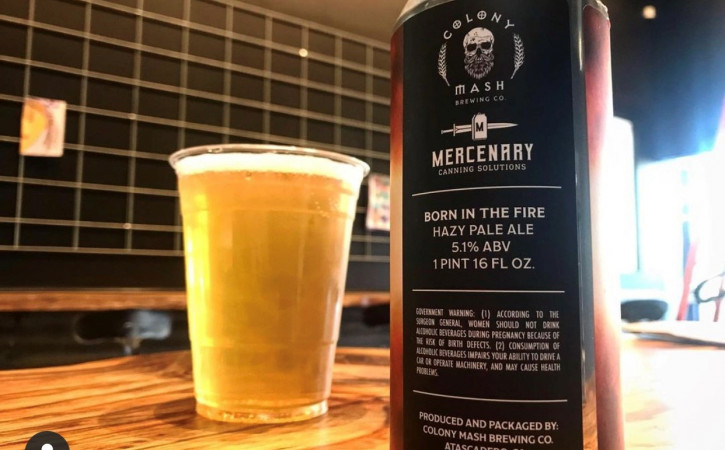 COLONY
MASH
BREWING CO.
M
MERCENARY
CANNING SOLUTIONS
BORN IN THE FIRE
HAZY PALE ALE
5.1% ABV
1 PINT 16 FL OZ.
GOVERNMENT WARNING: (1) ACCORDING TO THE
SURGEON GENERAL, WOMEN SHOULD NOT DRINK
ALCOHOLIC BEVERAGES DURING PREGNANCY BECAUSE OF
THE RISK OF BIRTH DEFECTS. (2) CONSUMPTION OF
ALCOHOLIC BEVERAGES IMPAIRS YOUR ABILITY TO DRIVE A
CAR OR OPERATE MACHINERY, AND MAY CAUSE HEALTH
PROBLEMS.
PRODUCED AND PACKAGED BY:
COLONY MASH BREWING CO.
ATASCADERO,